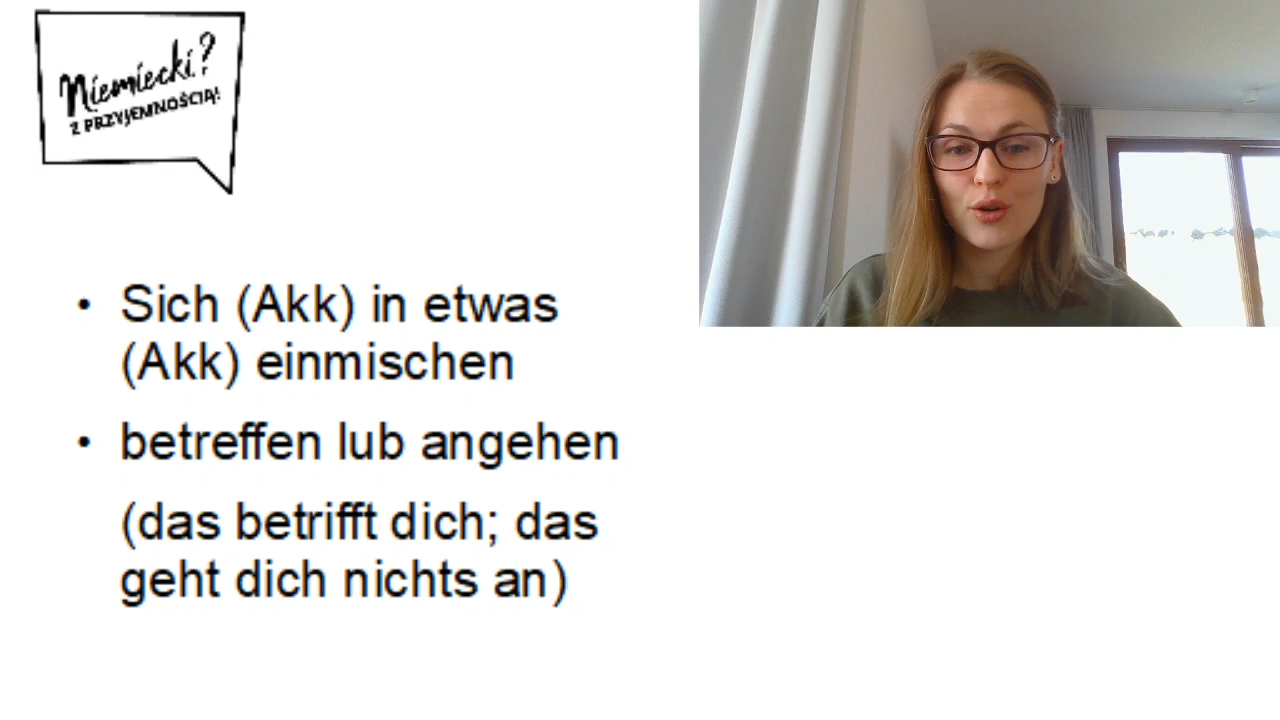 Niemiecki?
Z PRZYJEMNOŚCIĄ!
• Sich (Akk) in etwas
(Akk) einmischen
• betreffen lub angehen
(das betrifft dich; das
geht dich nichts an)